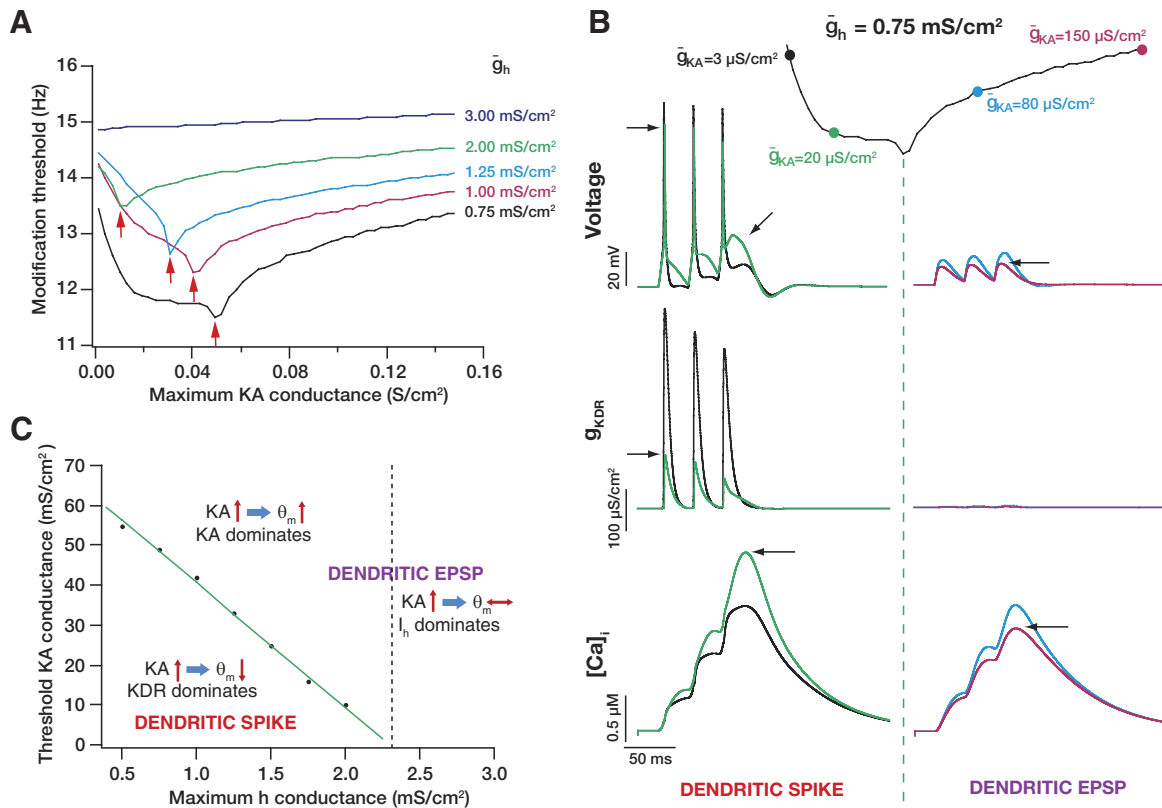 A
Modification threshold (Hz)
16
15
14
13
12
11
ḡh
3.00 mS/cm²
2.00 mS/cm²
1.25 mS/cm²
1.00 mS/cm²
0.75 mS/cm²
0.00
0.04
0.08
0.12
0.16
Maximum KA conductance (S/cm²)
B
ḡh = 0.75 mS/cm²
ḡKA=3 µS/cm²
ḡKA=150 µS/cm²
ḡKA=80 µS/cm²
ḡKA=20 µS/cm²
Voltage
20 mV
gKDR
100 µS/cm²
[Ca]i
0.5 µM
50 ms
DENDRITIC SPIKE
DENDRITIC EPSP
C
Threshold KA conductance (mS/cm²)
70
60
50
40
30
20
10
0
KA ↑ ➡ θm ↑
KA dominates
DENDRITIC EPSP
KA ↑ ➡ θm ↔
Ih dominates
KA ↑ ➡ θm ↓
KDR dominates
DENDRITIC SPIKE
0.5
1.0
1.5
2.0
2.5
3.0
Maximum h conductance (mS/cm²)